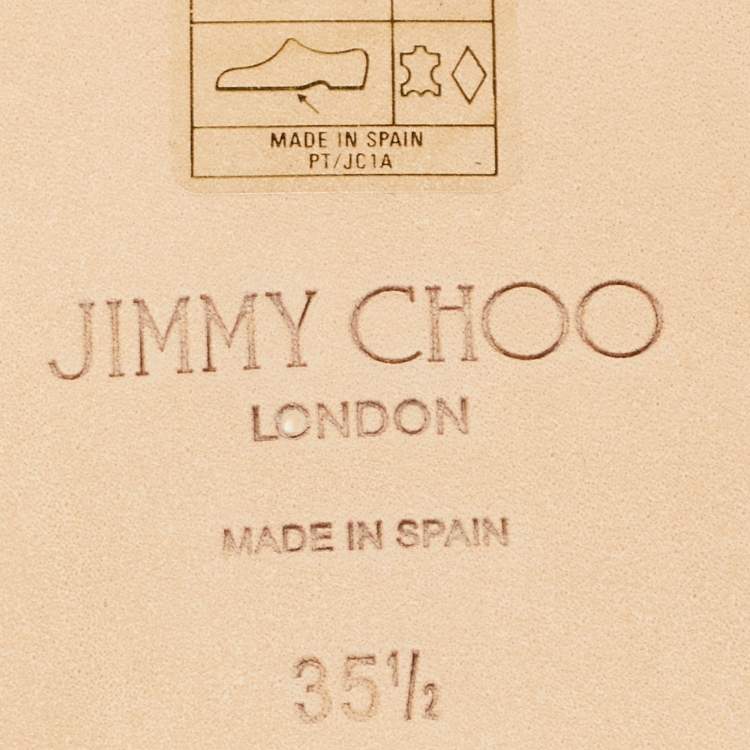 MADE IN SPAIN
PT/JC1A
JIMMY CHOO
LONDON
MADE IN SPAIN
35½